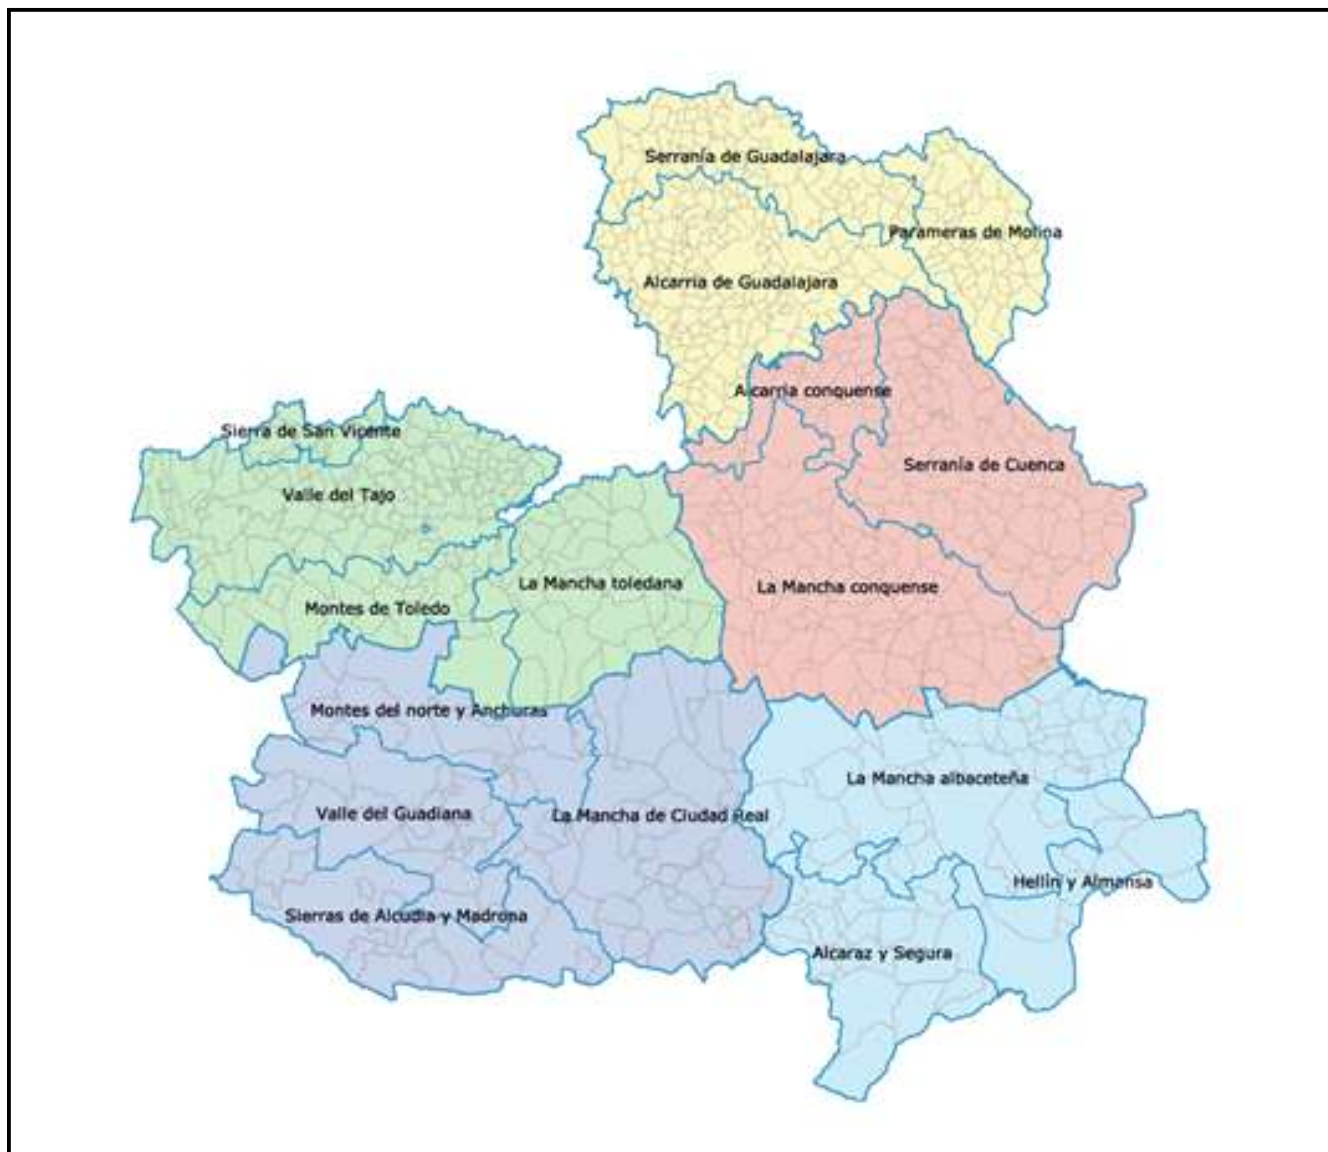 Serranía de Guadalajara
Parameras de Molina
Alcarria de Guadalajara
Alcarria conquense
Sierra de San Vicente
Serranía de Cuenca
Valle del Tajo
La Mancha toledana
La Mancha conquense
Montes de Toledo
Montes del norte y Anchuras
La Mancha albaceteña
Valle del Guadiana
La Mancha de Ciudad Real
Hellín y Almansa
Sierras de Alcudia y Madrona
Alcaraz y Segura